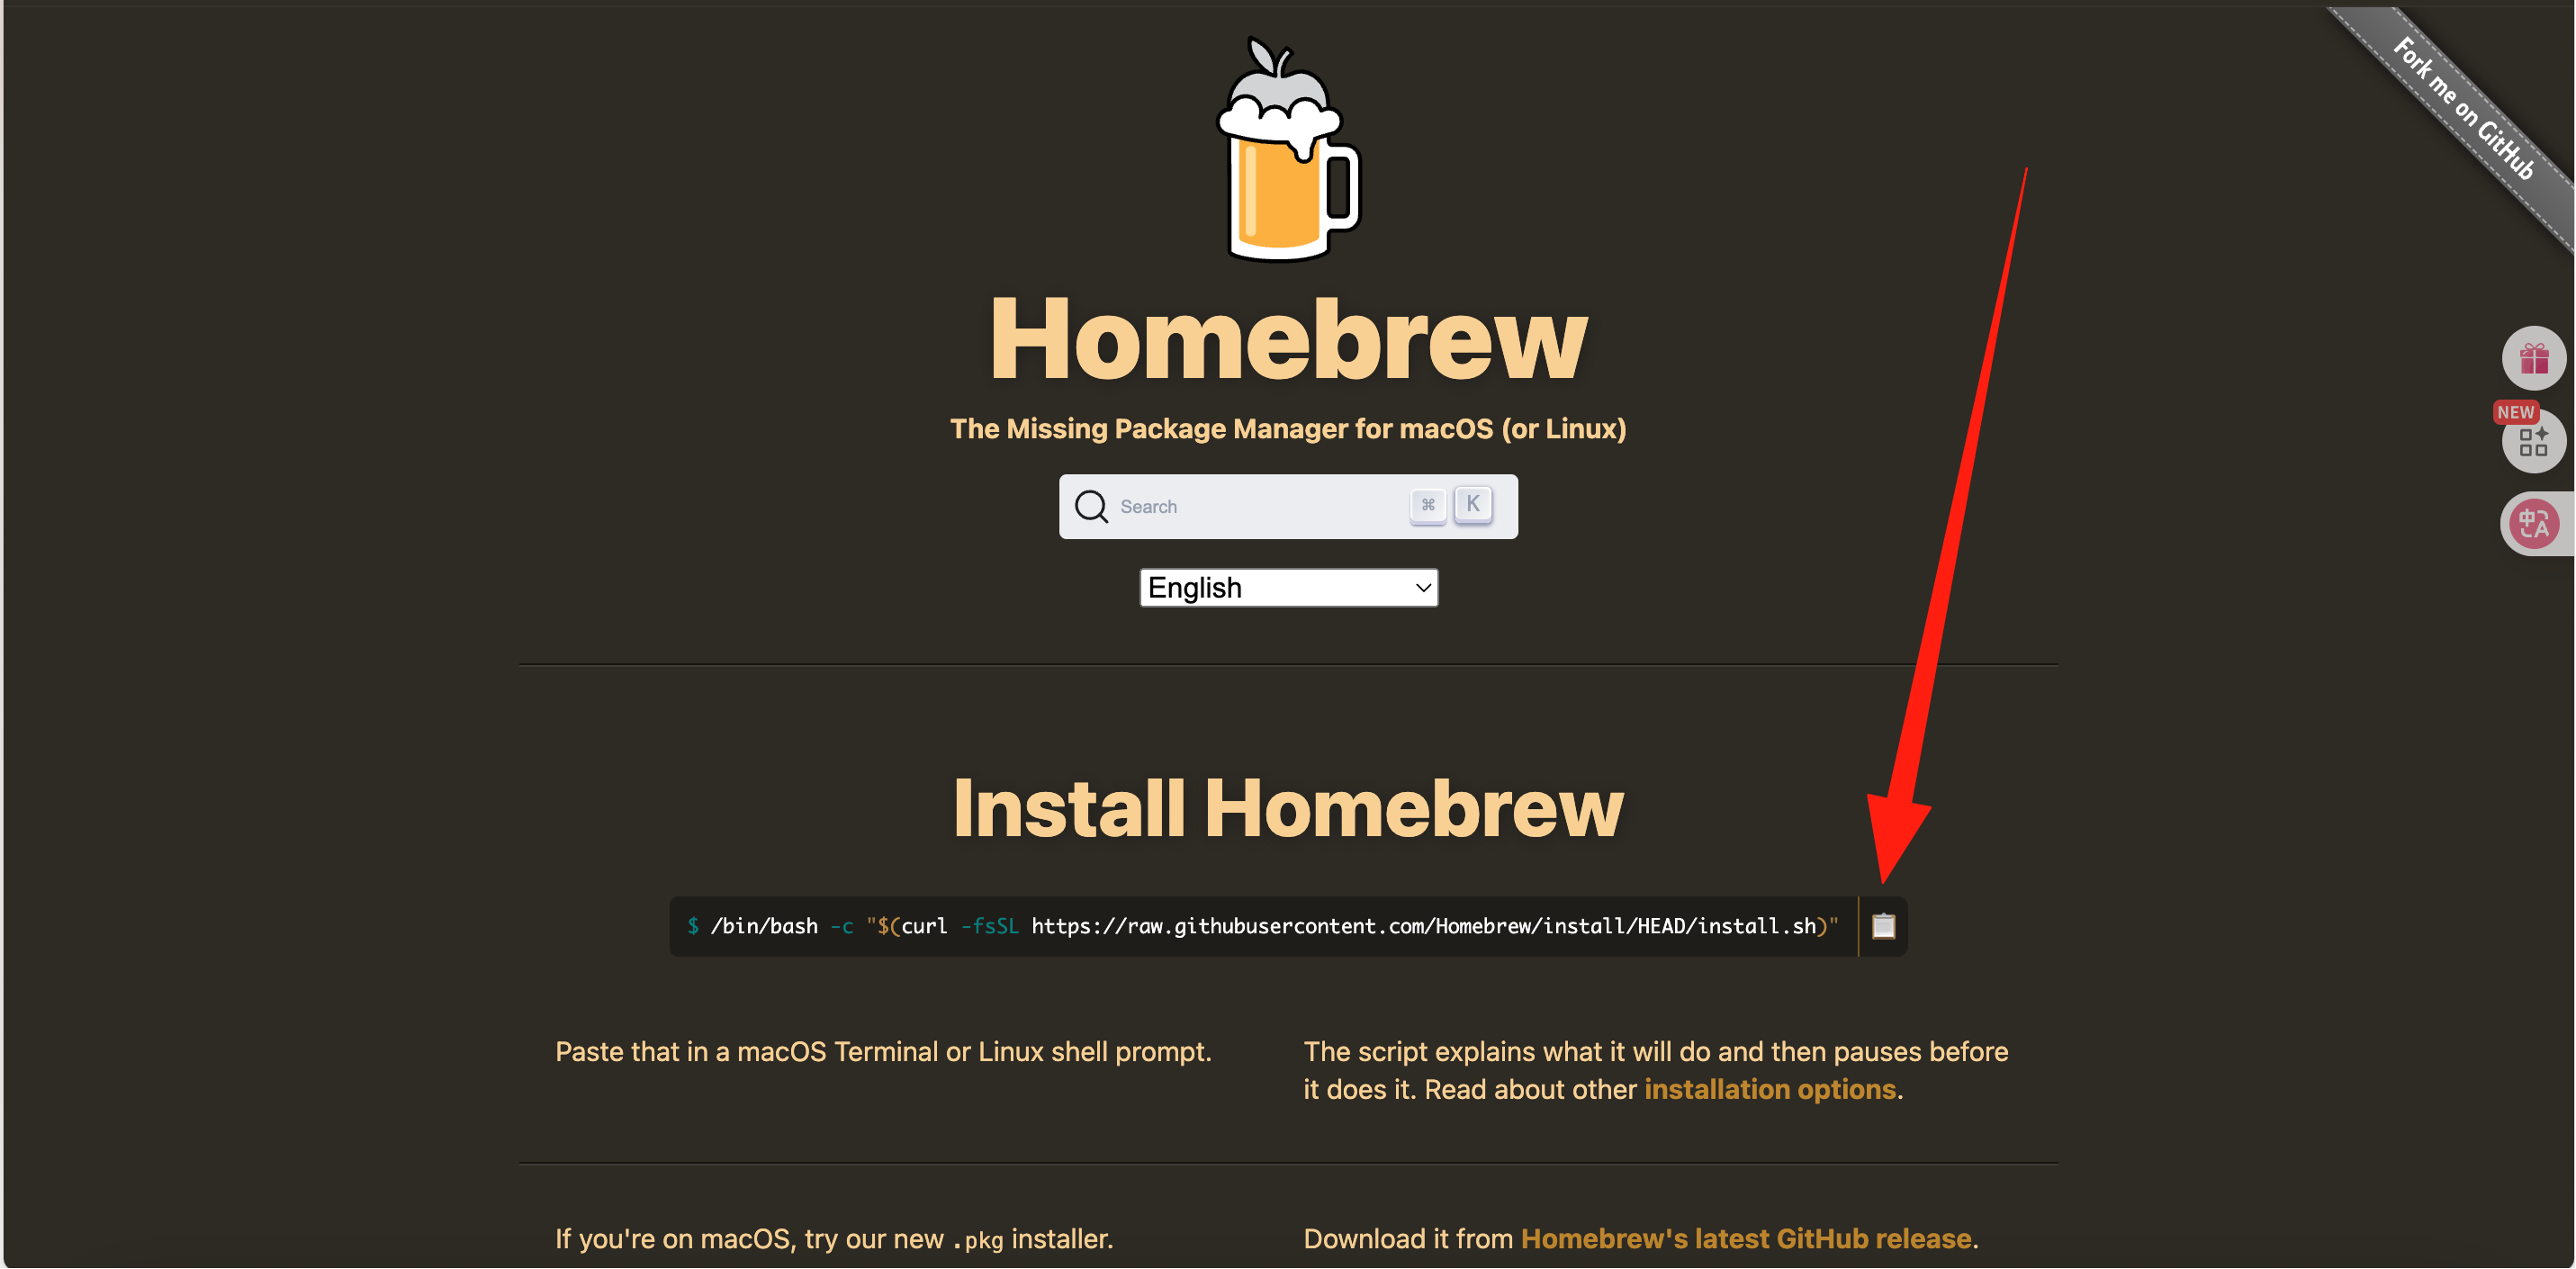 Fork me on GitHub
Homebrew
The Missing Package Manager for macOS (or Linux)
Search ⌘ K
NEW
中 A
English
Install Homebrew
$ /bin/bash -c "$(curl -fsSL https://raw.githubusercontent.com/Homebrew/install/HEAD/install.sh)"
Paste that in a macOS Terminal or Linux shell prompt.
The script explains what it will do and then pauses before
it does it. Read about other installation options.
If you're on macOS, try our new .pkg installer.
Download it from Homebrew's latest GitHub release.